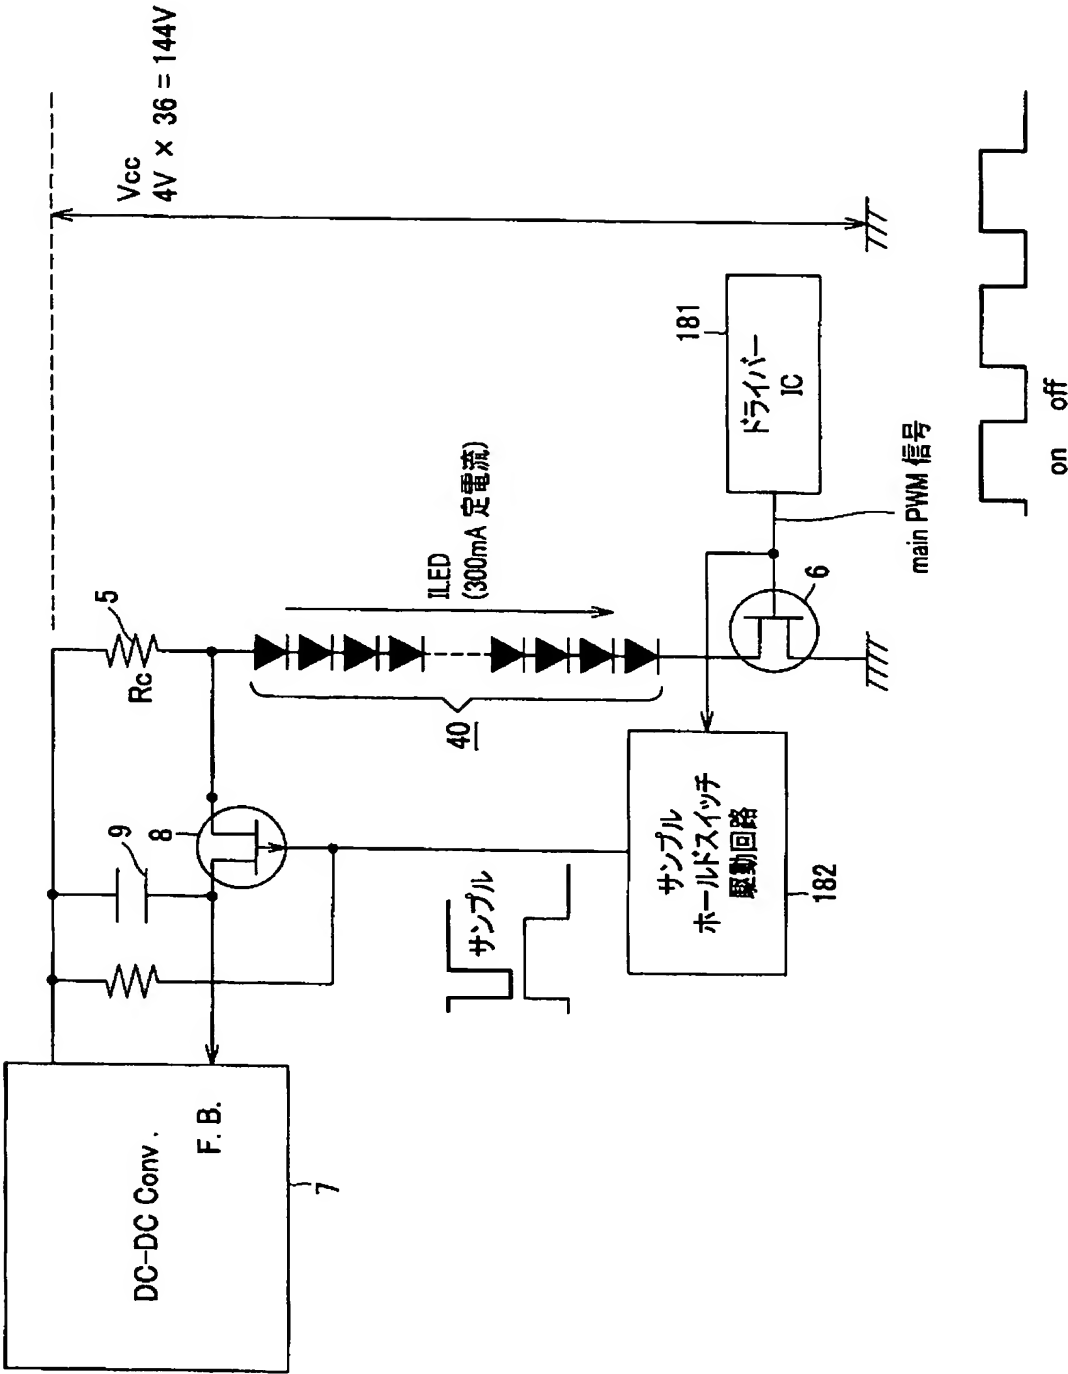 Vcc
4V × 36 = 144V
5
Rc
9
8
DC-DC Conv.
F. B.
7
ILED
(300mA 定電流)
40
サンプル
サンプル
ホールドスイッチ
駆動回路
182
181
ドライバー
IC
6
main PWM 信号
on off